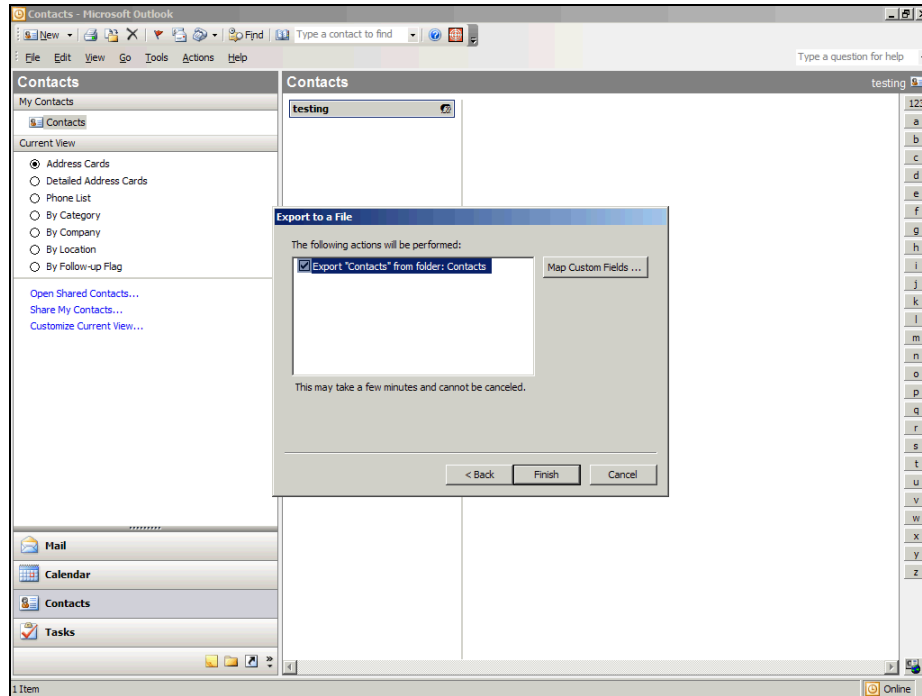 Contacts - Microsoft Outlook
New Find Type a contact to find
File Edit View Go Tools Actions Help Type a question for help
Contacts
My Contacts
Contacts
Current View
Address Cards
Detailed Address Cards
Phone List
By Category
By Company
By Location
By Follow-up Flag
Open Shared Contacts...
Share My Contacts...
Customize Current View...
Mail
Calendar
Contacts
Tasks
Contacts testing
testing
Export to a File
The following actions will be performed:
Export "Contacts" from folder: Contacts
Map Custom Fields ...
This may take a few minutes and cannot be canceled.
< Back Finish Cancel
123
a
b
c
d
e
f
g
h
i
j
k
l
m
n
o
p
q
r
s
t
u
v
w
x
y
z
1 Item Online